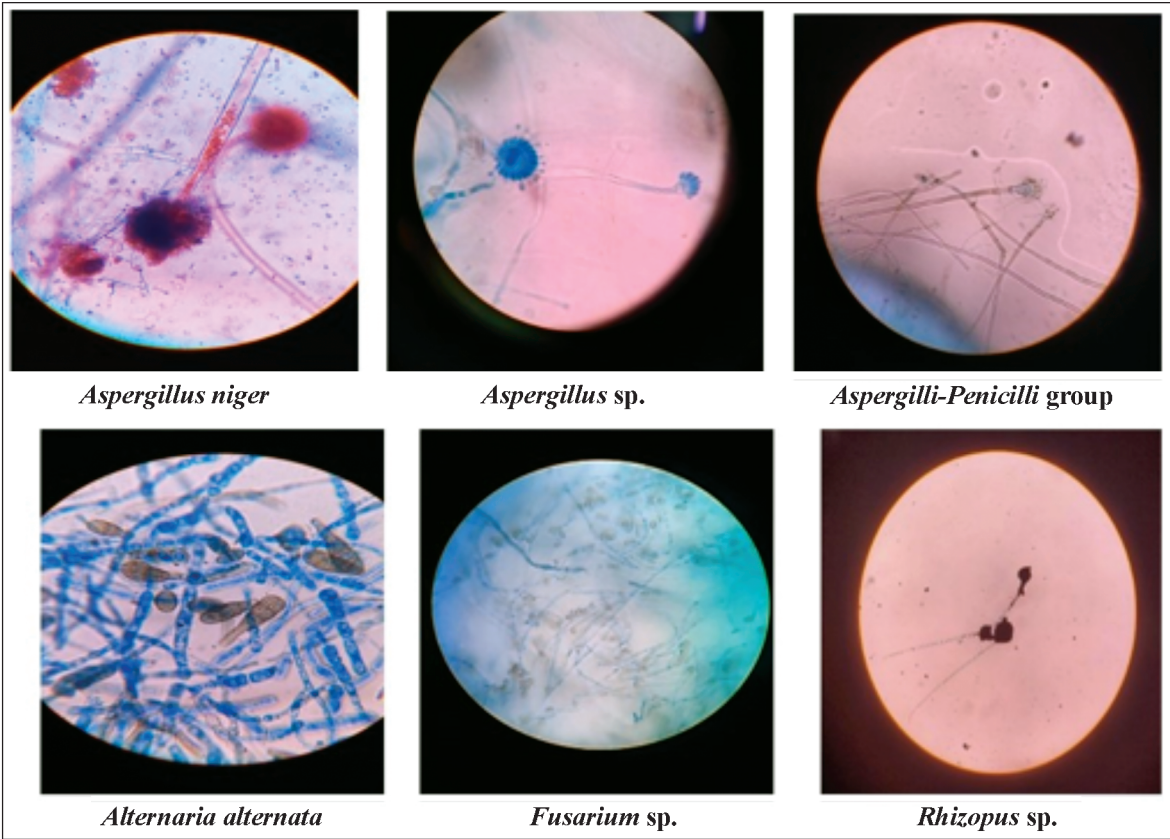 Aspergillus niger
Aspergillus sp.
Aspergilli-Penicilli group
Alternaria alternata
Fusarium sp.
Rhizopus sp.